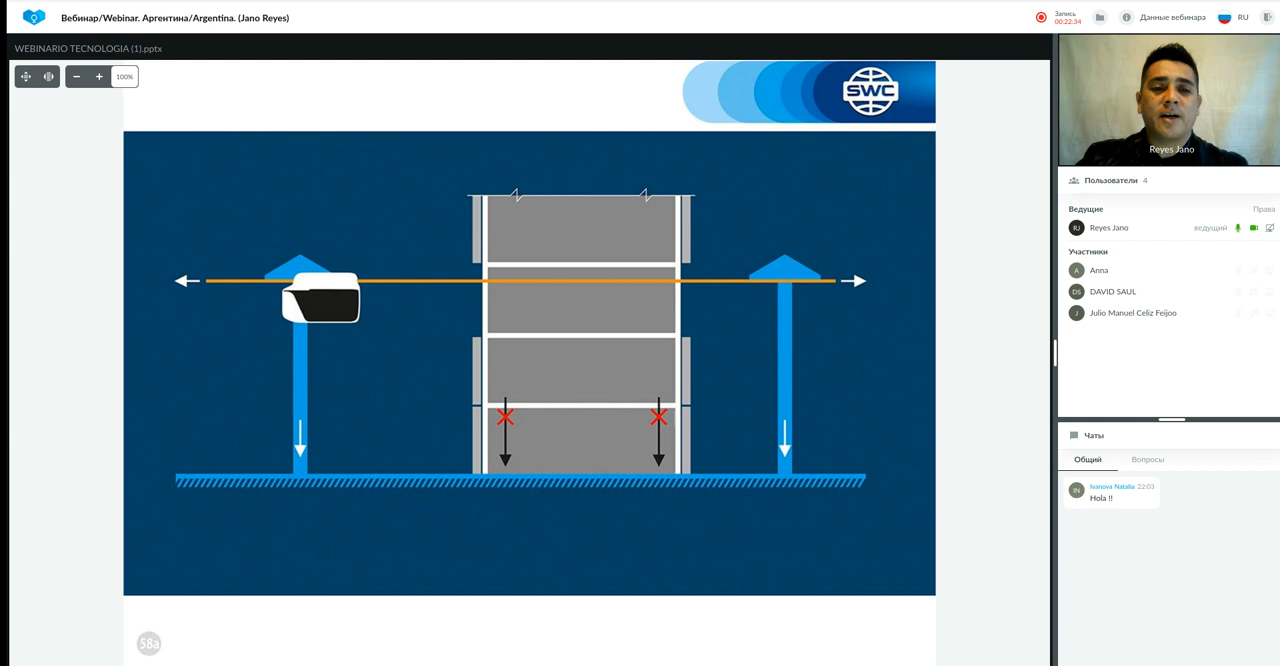 Вебинар/Webinar. Аргентина/Argentina. (Jano Reyes)
Запись
00:22:34
Данные вебинара
RU
WEBINARIO TECNOLOGIA (1).pptx
100%
SWC
58a
Reyes Jano
Пользователи 4
Ведущие Права
RJ Reyes Jano ведущий
Участники
A Anna
DS DAVID SAUL
J Julio Manuel Celiz Feijoo
Чаты
Общий Вопросы
IN Ivanova Natalia 22:03
Hola !!